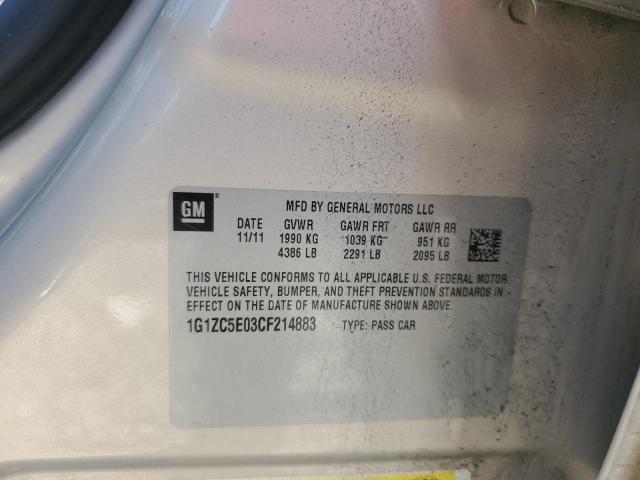 GM
MFD BY GENERAL MOTORS LLC
DATE GVWR GAWR FRT GAWR RR
11/11 1990 KG 1039 KG 951 KG
4386 LB 2291 LB 2095 LB
THIS VEHICLE CONFORMS TO ALL APPLICABLE U.S. FEDERAL MOTOR
VEHICLE SAFETY, BUMPER, AND THEFT PREVENTION STANDARDS IN
EFFECT ON THE DATE OF MANUFACTURE SHOWN ABOVE.
1G1ZC5E03CF214883 TYPE: PASS CAR